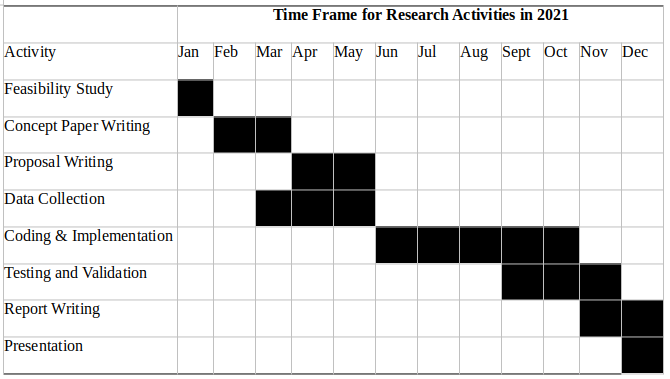 Time Frame for Research Activities in 2021
Activity Jan Feb Mar Apr May Jun Jul Aug Sept Oct Nov Dec
Feasibility Study
Concept Paper Writing
Proposal Writing
Data Collection
Coding & Implementation
Testing and Validation
Report Writing
Presentation